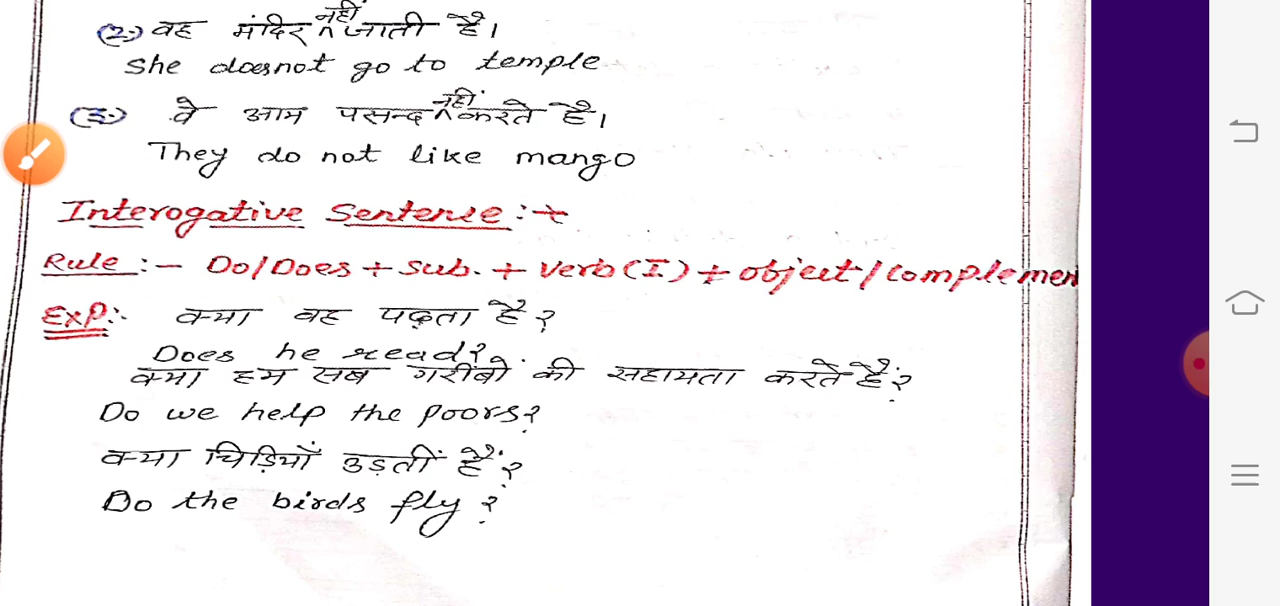 (2.) वह मंदिर नहीं जाती है।
She doesnot go to temple
(3.) वे आम पसन्द नहीं करते है।
They do not like mango
Interogative Sentense :-
Rule :- Do/Does + sub. + verb (I) + object/complemen
Exp:- क्या वह पढ़ता है?
Does he read?
क्या हम सब गरीबो की सहायता करते हैं?
Do we help the poors?
क्या चिड़ियाँ उड़तीं हैं?
Do the birds fly?